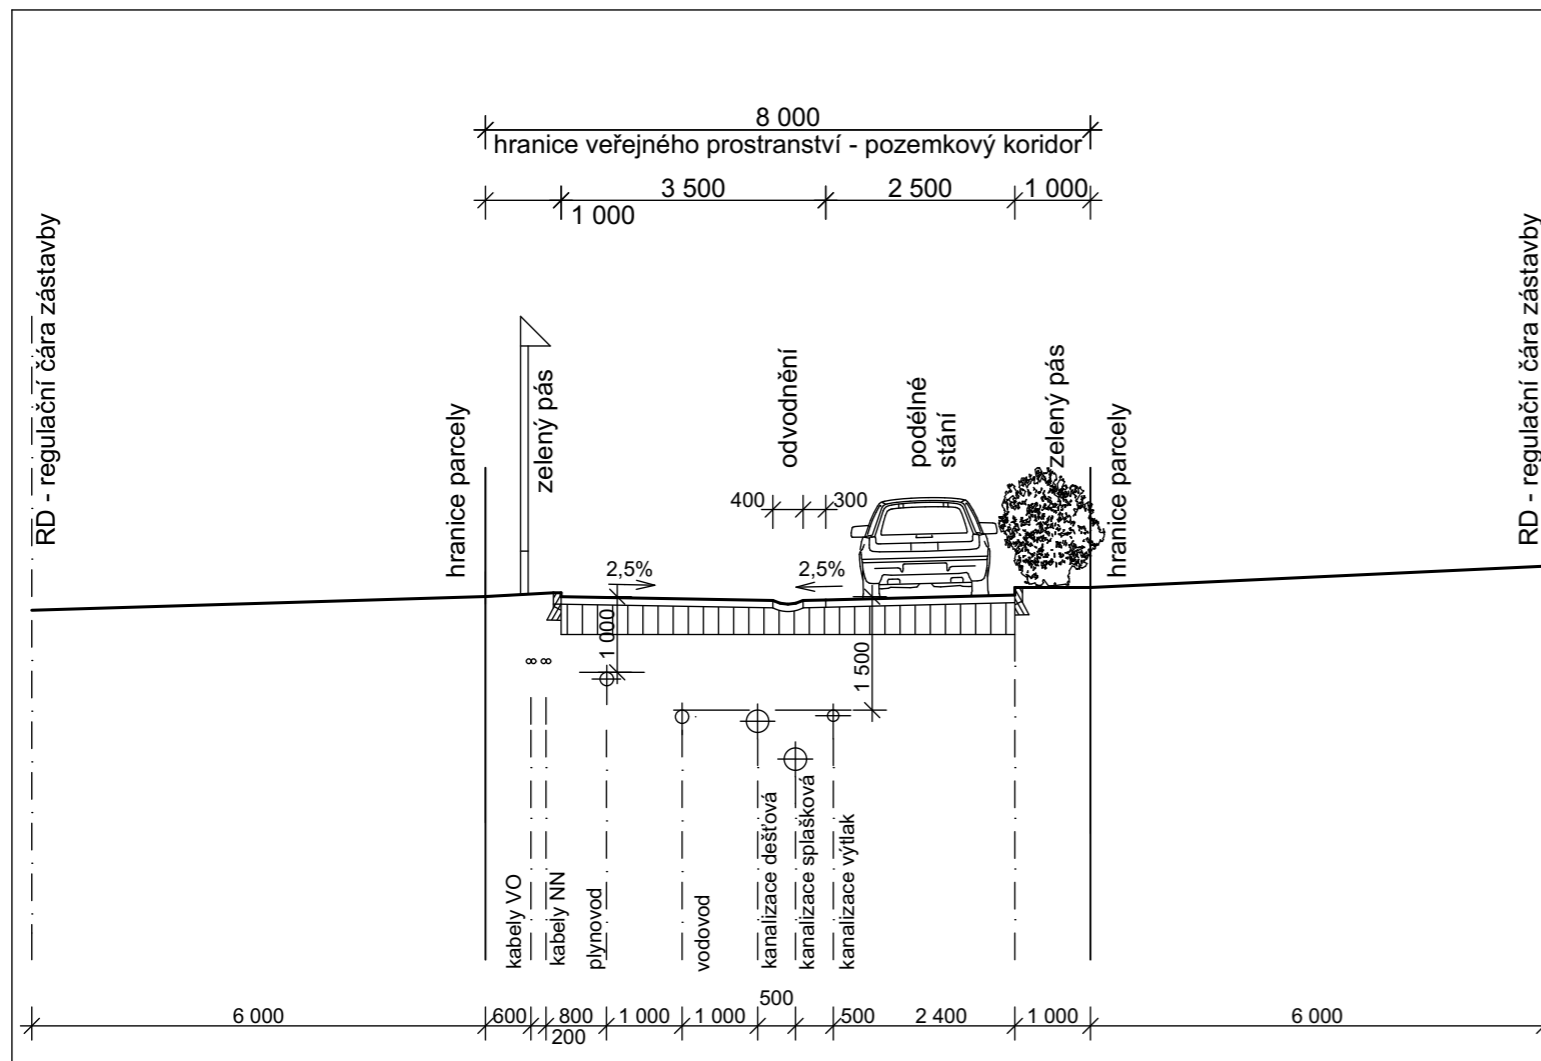 8 000
hranice veřejného prostranství - pozemkový koridor
3 500
2 500
1 000
1 000
RD - regulační čára zástavby
hranice parcely
zelený pás
odvodnění
podélné
stání
zelený pás
hranice parcely
RD - regulační čára zástavby
400
300
2,5%
2,5%
1 000
1 500
kabely VO
kabely NN
plynovod
vodovod
kanalizace dešťová
kanalizace splašková
kanalizace výtlak
6 000
600
800
200
1 000
1 000
500
500
2 400
1 000
6 000